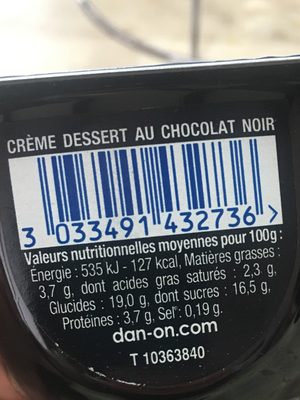 CRÈME DESSERT AU CHOCOLAT NOIR
3 033491 432736 >
Valeurs nutritionnelles moyennes pour 100g :
Énergie : 535 kJ - 127 kcal, Matières grasses :
3,7 g, dont acides gras saturés : 2,3 g,
Glucides : 19,0 g, dont sucres : 16,5 g,
Protéines : 3,7 g, Sel : 0,19 g.
dan-on.com
T 10363840